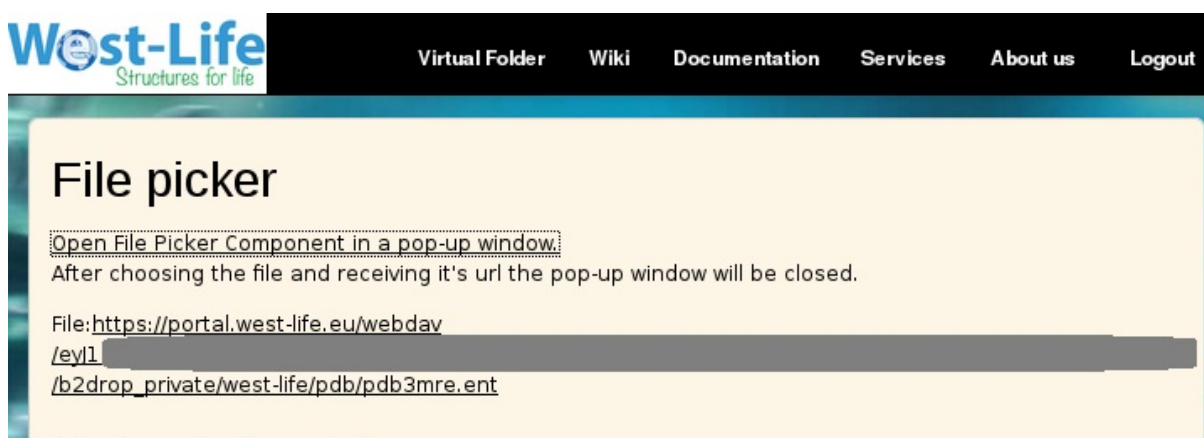 West-Life
Structures for life
Virtual Folder Wiki Documentation Services About us Logout
File picker
Open File Picker Component in a pop-up window.
After choosing the file and receiving it's url the pop-up window will be closed.
File:https://portal.west-life.eu/webdav
/eyJ1
/b2drop_private/west-life/pdb/pdb3mre.ent